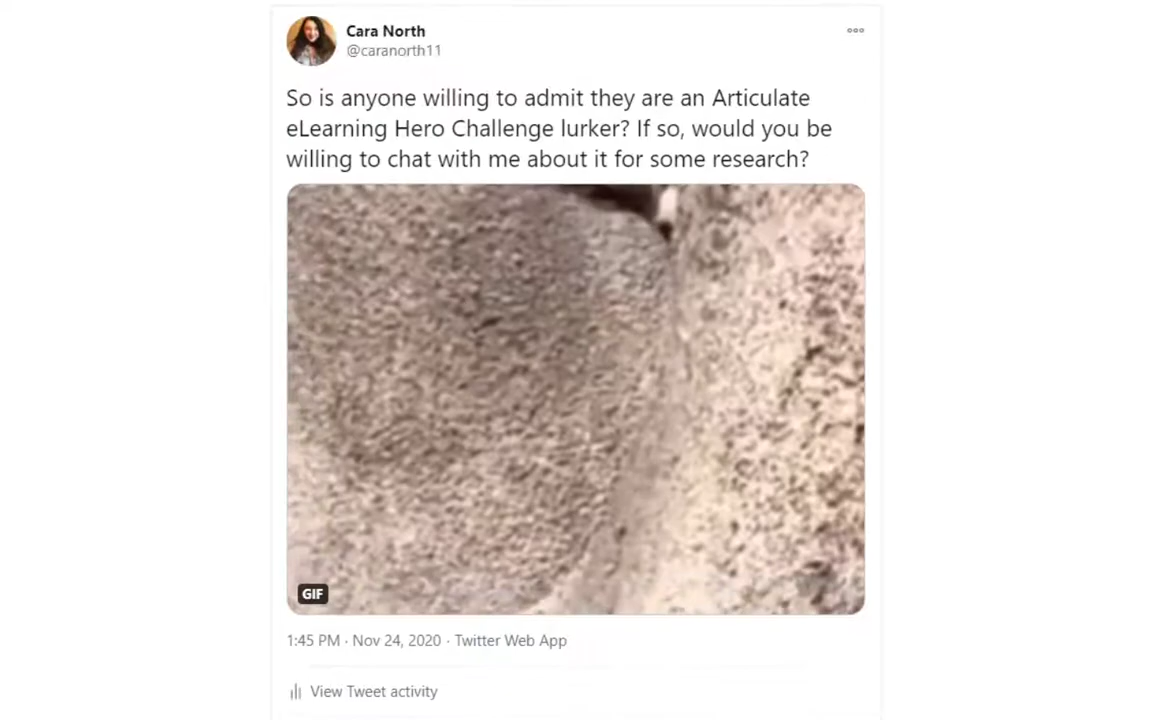 Cara North
@caranorth11
So is anyone willing to admit they are an Articulate
eLearning Hero Challenge lurker? If so, would you be
willing to chat with me about it for some research?
GIF
1:45 PM · Nov 24, 2020 · Twitter Web App
View Tweet activity